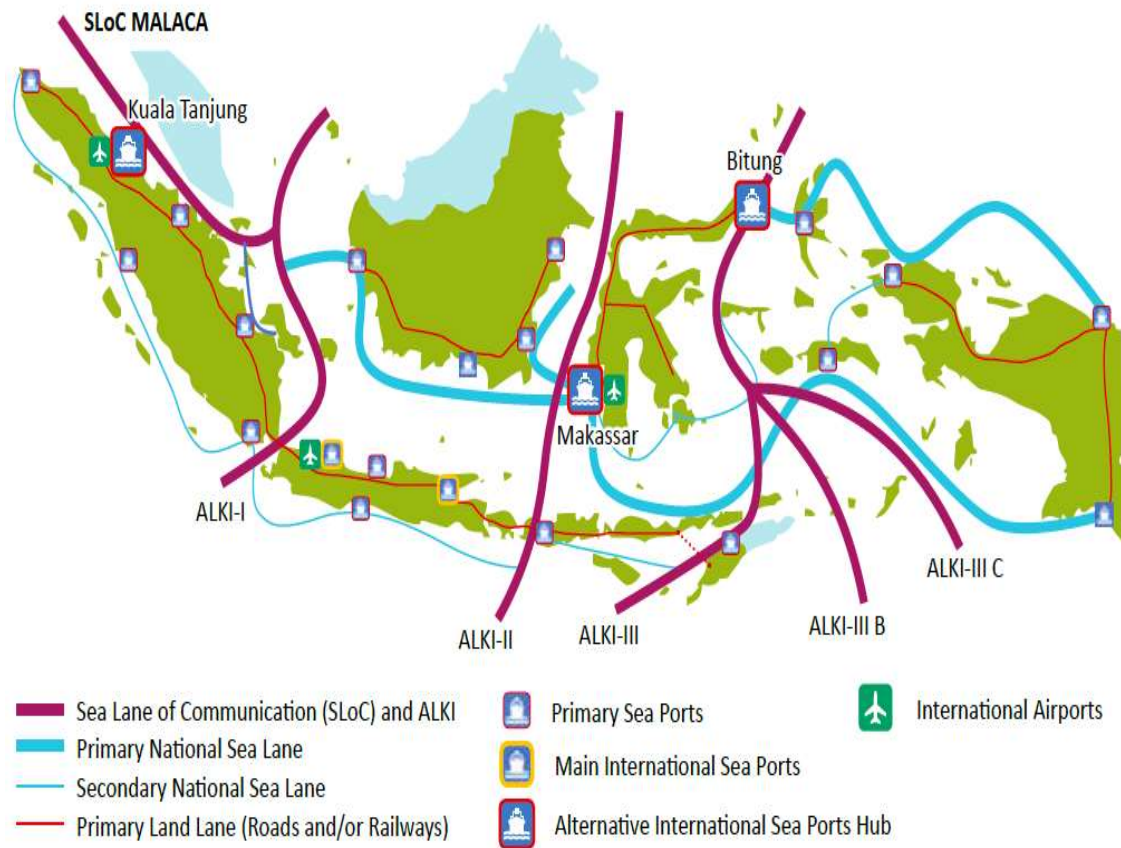 SLoC MALACA
Kuala Tanjung
Bitung
Makassar
ALKI-I
ALKI-II
ALKI-III
ALKI-III B
ALKI-III C
Sea Lane of Communication (SLoC) and ALKI
Primary National Sea Lane
Secondary National Sea Lane
Primary Land Lane (Roads and/or Railways)
Primary Sea Ports
Main International Sea Ports
Alternative International Sea Ports Hub
International Airports